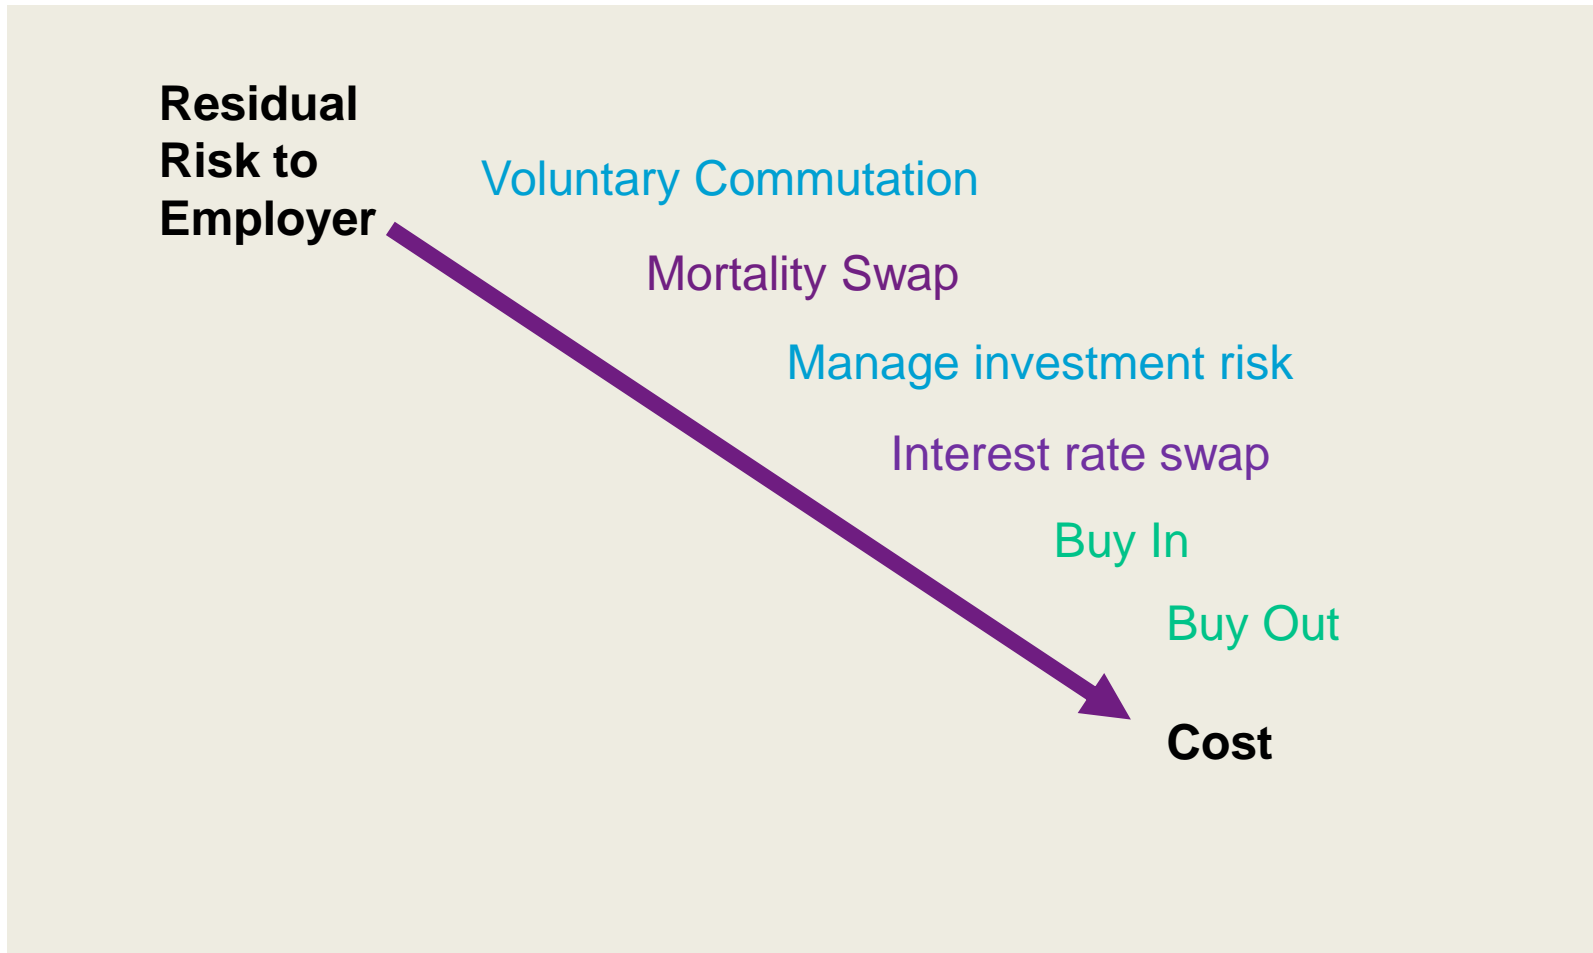 Residual
Risk to
Employer
Voluntary Commutation
Mortality Swap
Manage investment risk
Interest rate swap
Buy In
Buy Out
Cost